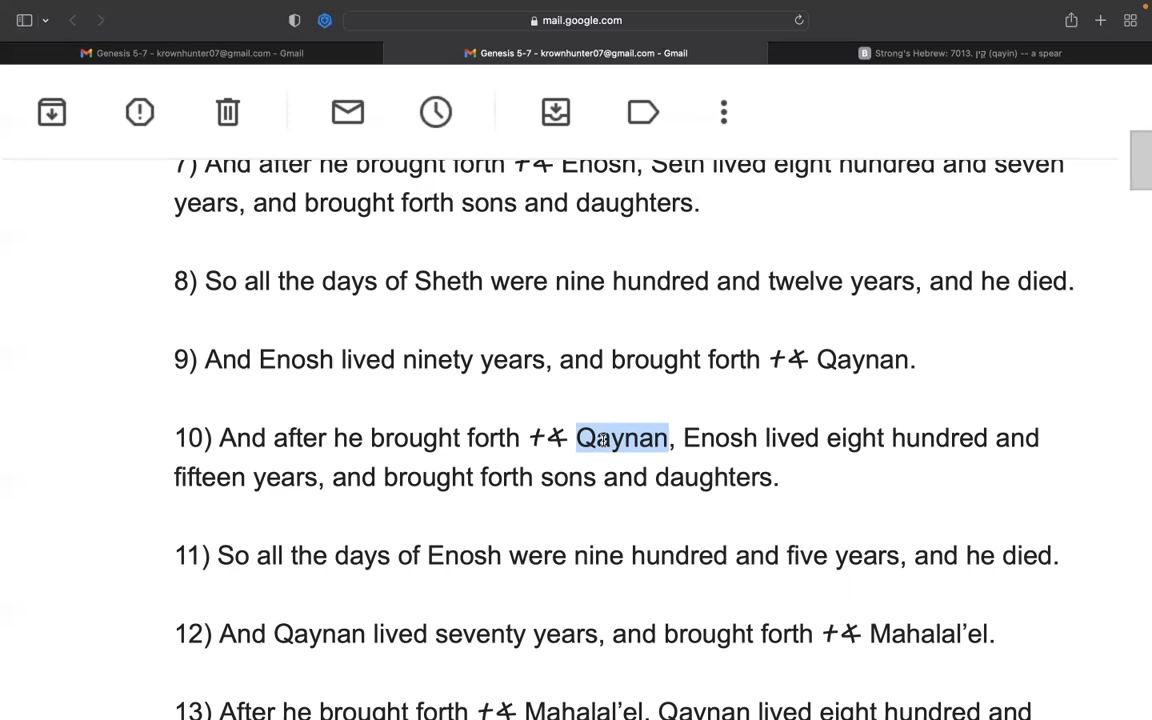 mail.google.com
Genesis 5-7 - krownhunter07@gmail.com - Gmail
Genesis 5-7 - krownhunter07@gmail.com - Gmail
Strong's Hebrew: 7013. קַיִן (qayin) -- a spear
7) And after he brought forth 𐤕𐤀 Enosh, Seth lived eight hundred and seven
years, and brought forth sons and daughters.
8) So all the days of Sheth were nine hundred and twelve years, and he died.
9) And Enosh lived ninety years, and brought forth 𐤕𐤀 Qaynan.
10) And after he brought forth 𐤕𐤀 Qaynan, Enosh lived eight hundred and
fifteen years, and brought forth sons and daughters.
11) So all the days of Enosh were nine hundred and five years, and he died.
12) And Qaynan lived seventy years, and brought forth 𐤕𐤀 Mahalal’el.
13) After he brought forth 𐤕𐤀 Mahalal’el, Qaynan lived eight hundred and